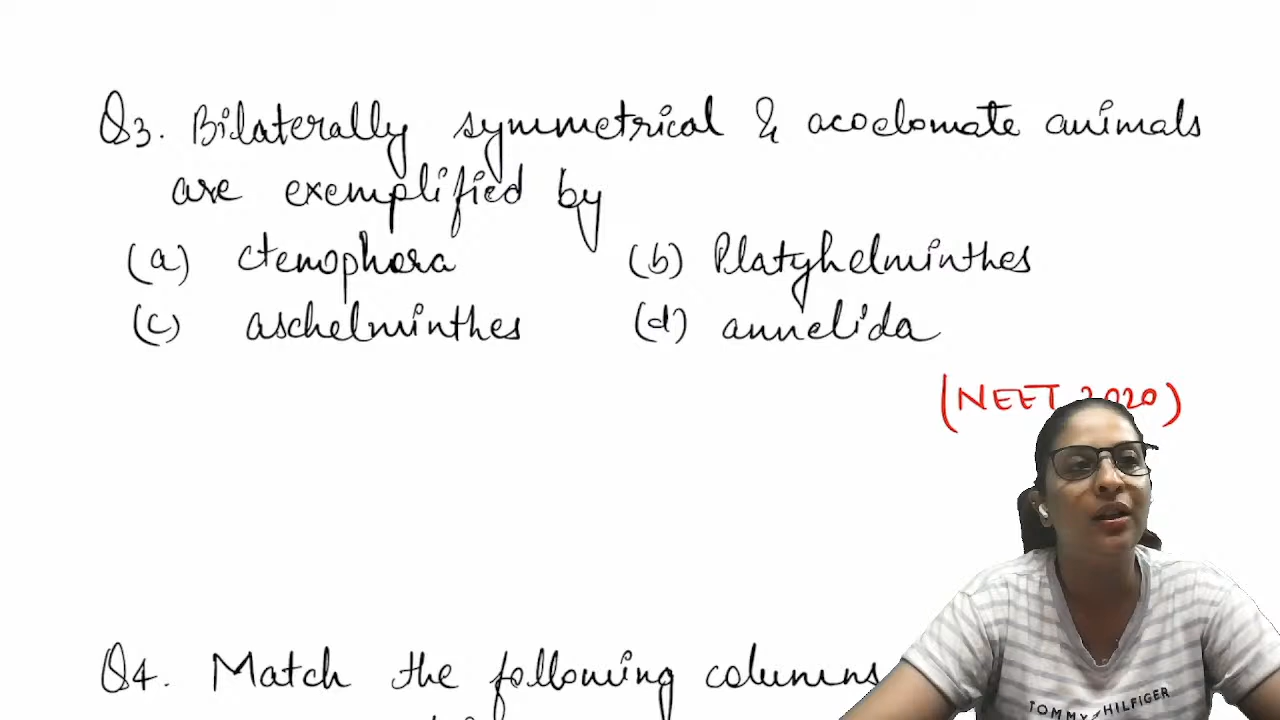 Q3. Bilaterally symmetrical & acoelomate animals
are exemplified by
(a) ctenophora (b) Platyhelminthes
(c) aschelminthes (d) annelida
(NEET 2020)
Q4. Match the following columns
TOMMY HILFIGER